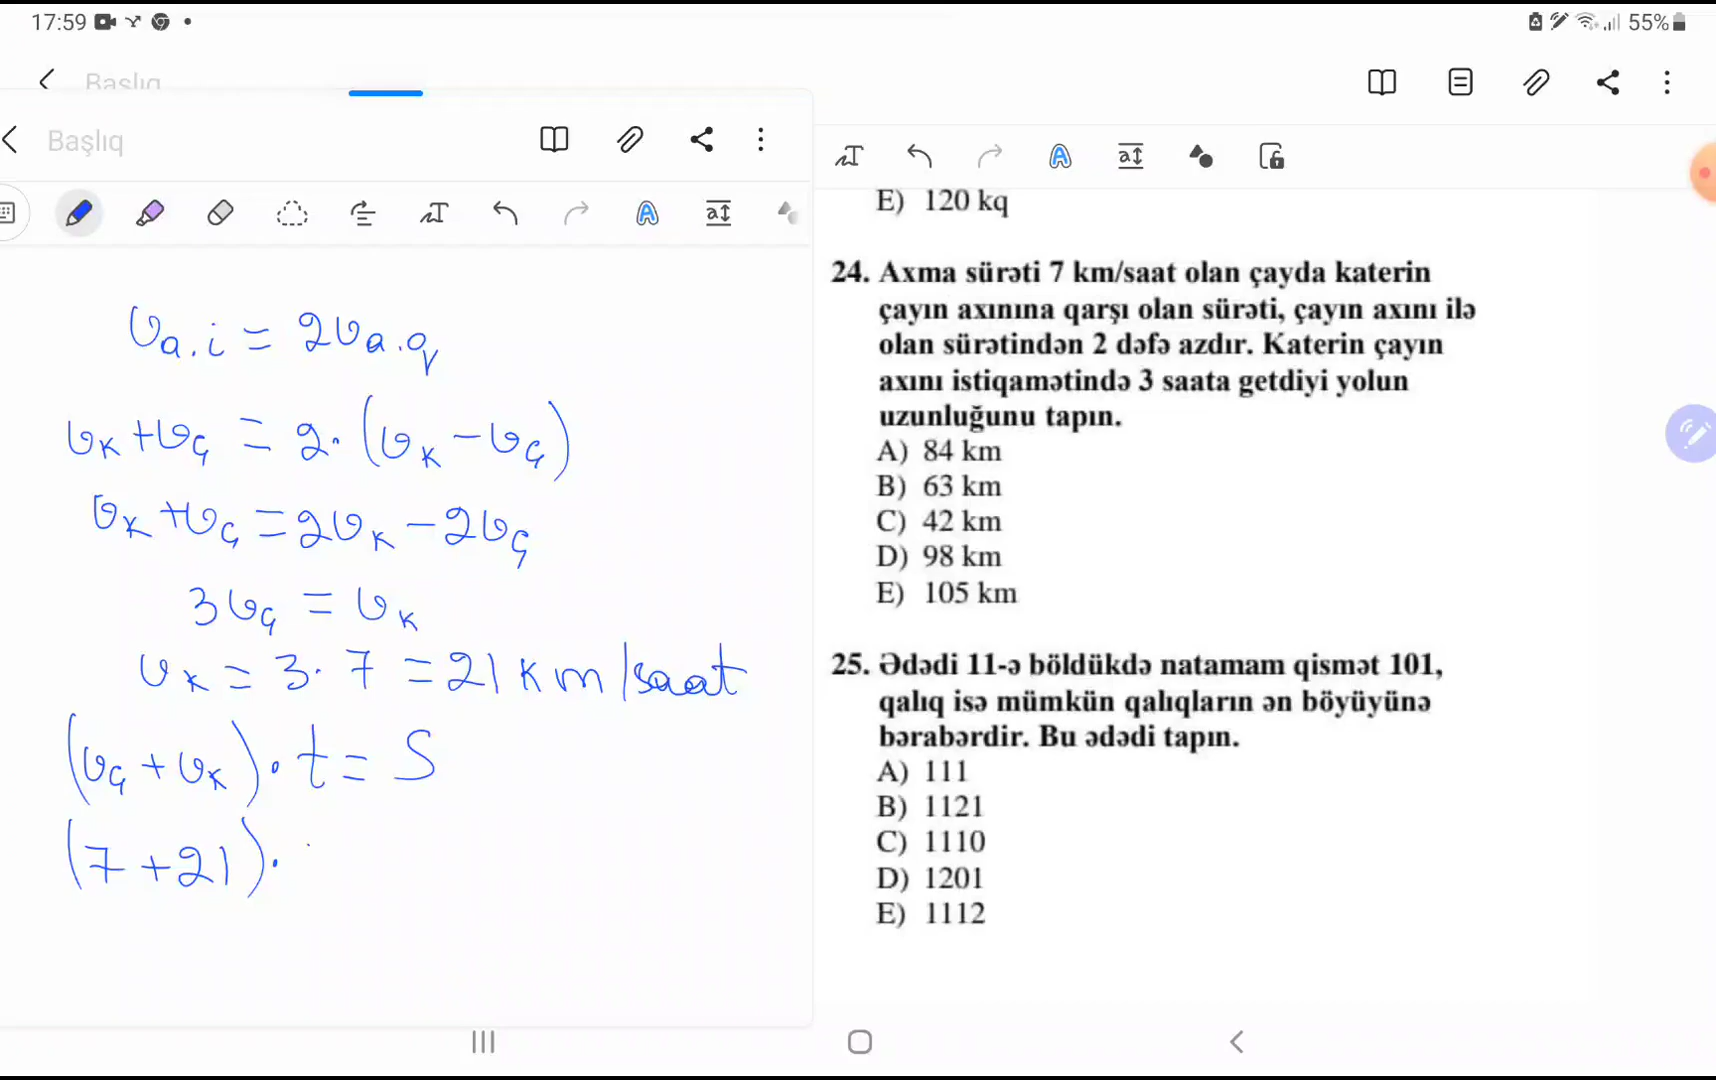 17:59
55%
Başlıq
Başlıq
υa.i = 2υa.q
υK + υç = 2·(υK − υç)
υK + υç = 2υK − 2υç
3υç = υK
υK = 3·7 = 21 km/saat
(υç + υK)·t = S
(7+21)·
E) 120 kq
24. Axma sürəti 7 km/saat olan çayda katerin
çayın axınına qarşı olan sürəti, çayın axını ilə
olan sürətindən 2 dəfə azdır. Katerin çayın
axını istiqamətində 3 saata getdiyi yolun
uzunluğunu tapın.
A) 84 km
B) 63 km
C) 42 km
D) 98 km
E) 105 km
25. Ədədi 11-ə böldükdə natamam qismət 101,
qalıq isə mümkün qalıqların ən böyüyünə
bərabərdir. Bu ədədi tapın.
A) 111
B) 1121
C) 1110
D) 1201
E) 1112